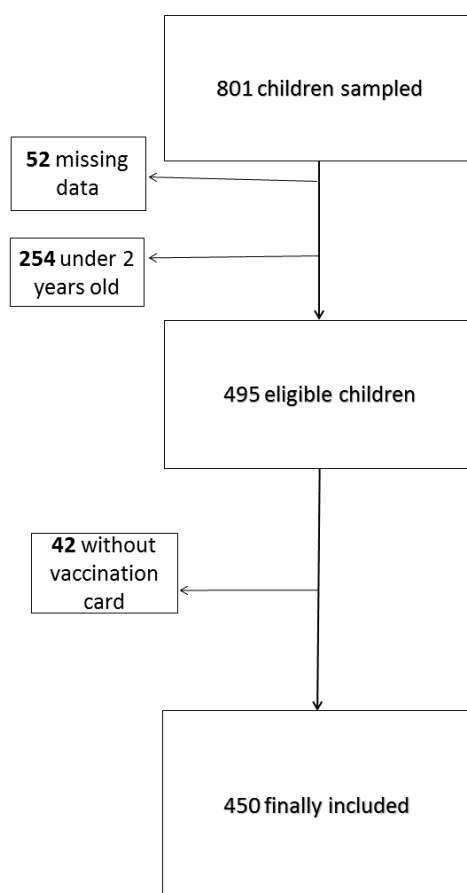 801 children sampled
52 missing
data
254 under 2
years old
495 eligible children
42 without
vaccination
card
450 finally included